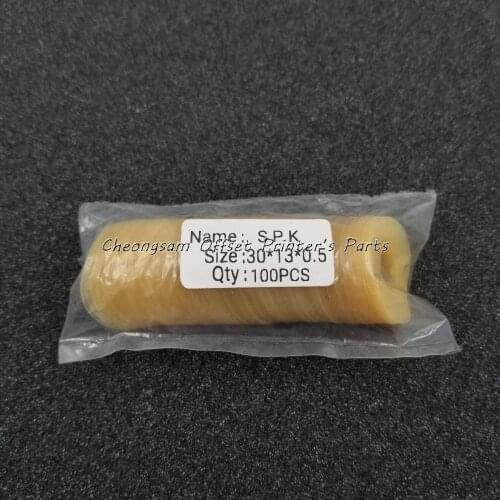 Name: S.P.K
Cheongsam Offset Printer's Parts
Size:30*13*0.5
Qty:100PCS